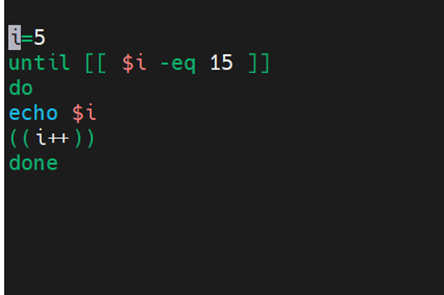 i=5
until [[ $i -eq 15 ]]
do
echo $i
((i++))
done